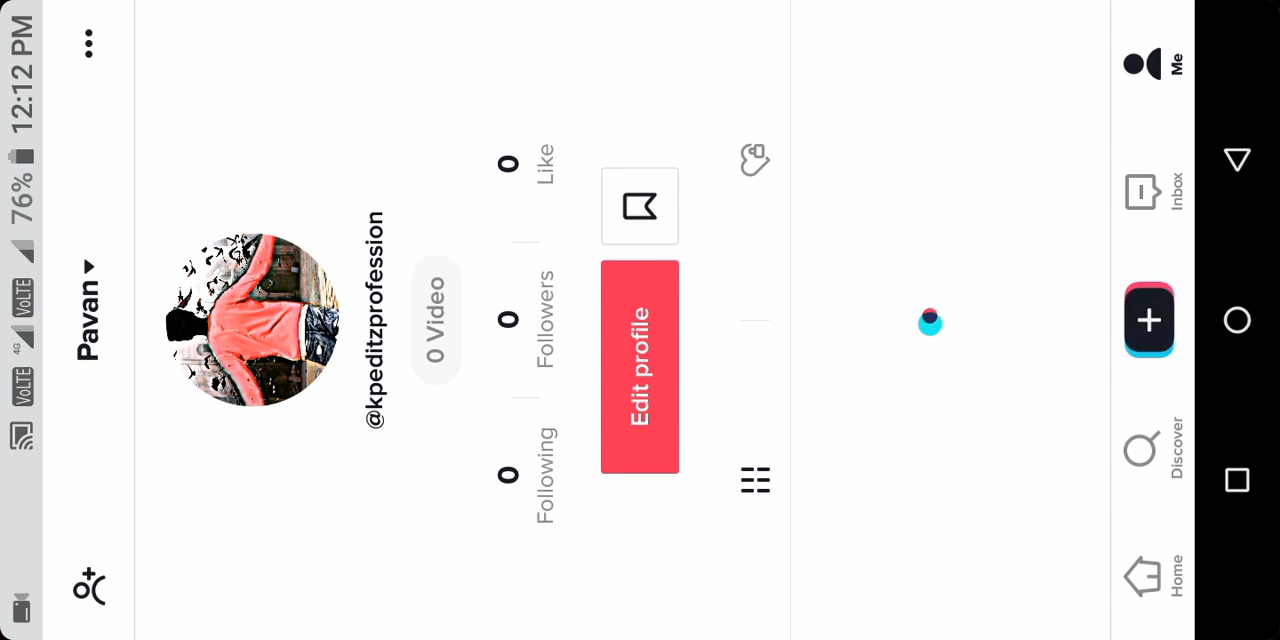 4G VoLTE VoLTE 76% 12:12 PM
Pavan
@kpeditzprofession
0 Video
0 0 0
Following Followers Like
Edit profile
Home Discover Inbox Me